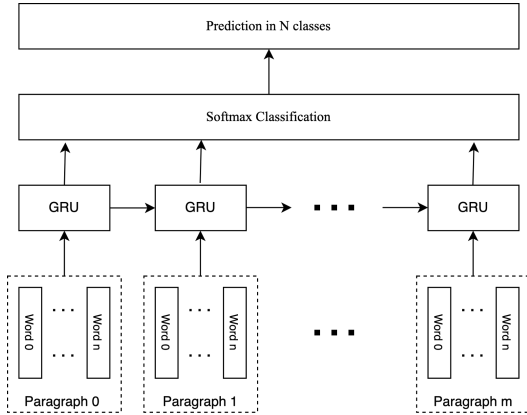 Prediction in N classes
Softmax Classification
GRU GRU ... GRU
Word 0 ... Word n Word 0 ... Word n ... Word 0 ... Word n
Paragraph 0 Paragraph 1 Paragraph m